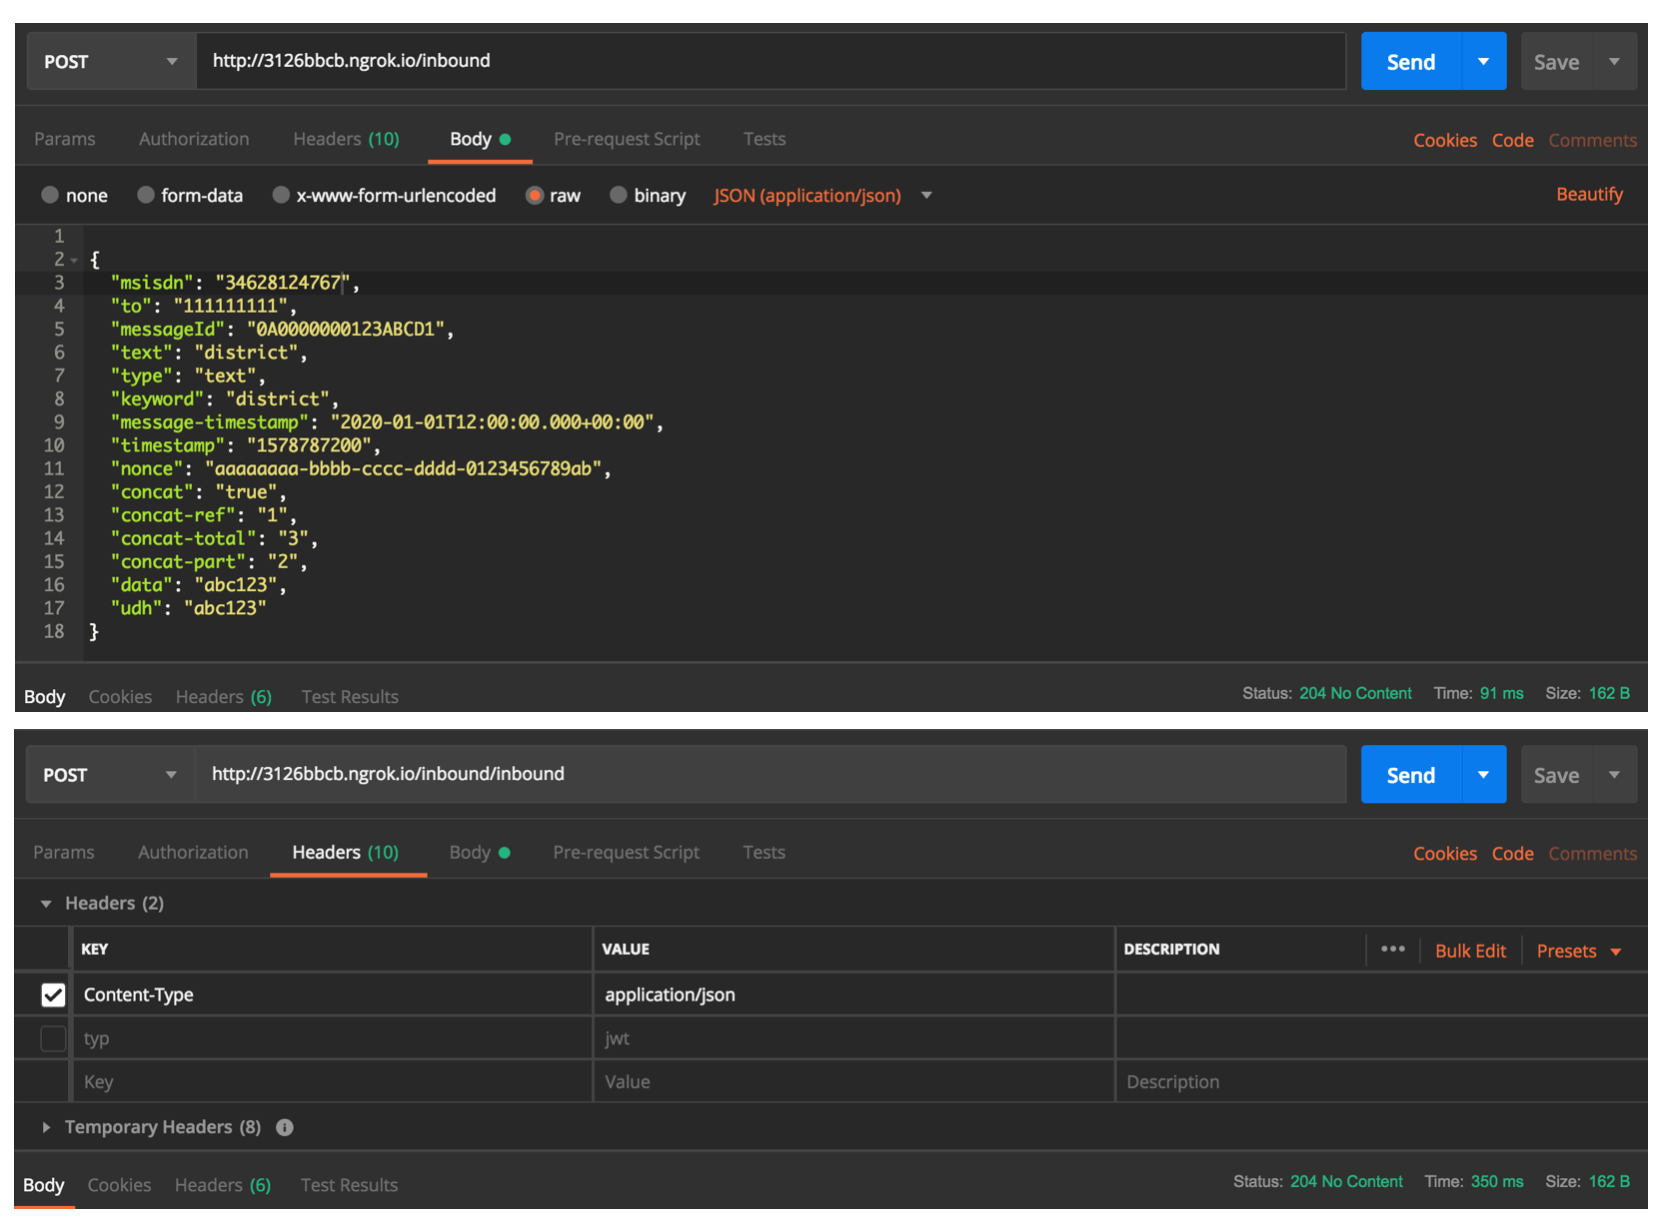 POST http://3126bbcb.ngrok.io/inbound Send Save
Params Authorization Headers (10) Body Pre-request Script Tests Cookies Code Comments
none form-data x-www-form-urlencoded raw binary JSON (application/json) Beautify
1
2 {
3 "msisdn": "34628124767",
4 "to": "111111111",
5 "messageId": "0A0000000123ABCD1",
6 "text": "district",
7 "type": "text",
8 "keyword": "district",
9 "message-timestamp": "2020-01-01T12:00:00.000+00:00",
10 "timestamp": "1578787200",
11 "nonce": "aaaaaaaa-bbbb-cccc-dddd-0123456789ab",
12 "concat": "true",
13 "concat-ref": "1",
14 "concat-total": "3",
15 "concat-part": "2",
16 "data": "abc123",
17 "udh": "abc123"
18 }
Body Cookies Headers (6) Test Results Status: 204 No Content Time: 91 ms Size: 162 B
POST http://3126bbcb.ngrok.io/inbound/inbound Send Save
Params Authorization Headers (10) Body Pre-request Script Tests Cookies Code Comments
Headers (2)
KEY VALUE DESCRIPTION ••• Bulk Edit Presets
Content-Type application/json
typ jwt
Key Value Description
Temporary Headers (8) i
Body Cookies Headers (6) Test Results Status: 204 No Content Time: 350 ms Size: 162 B